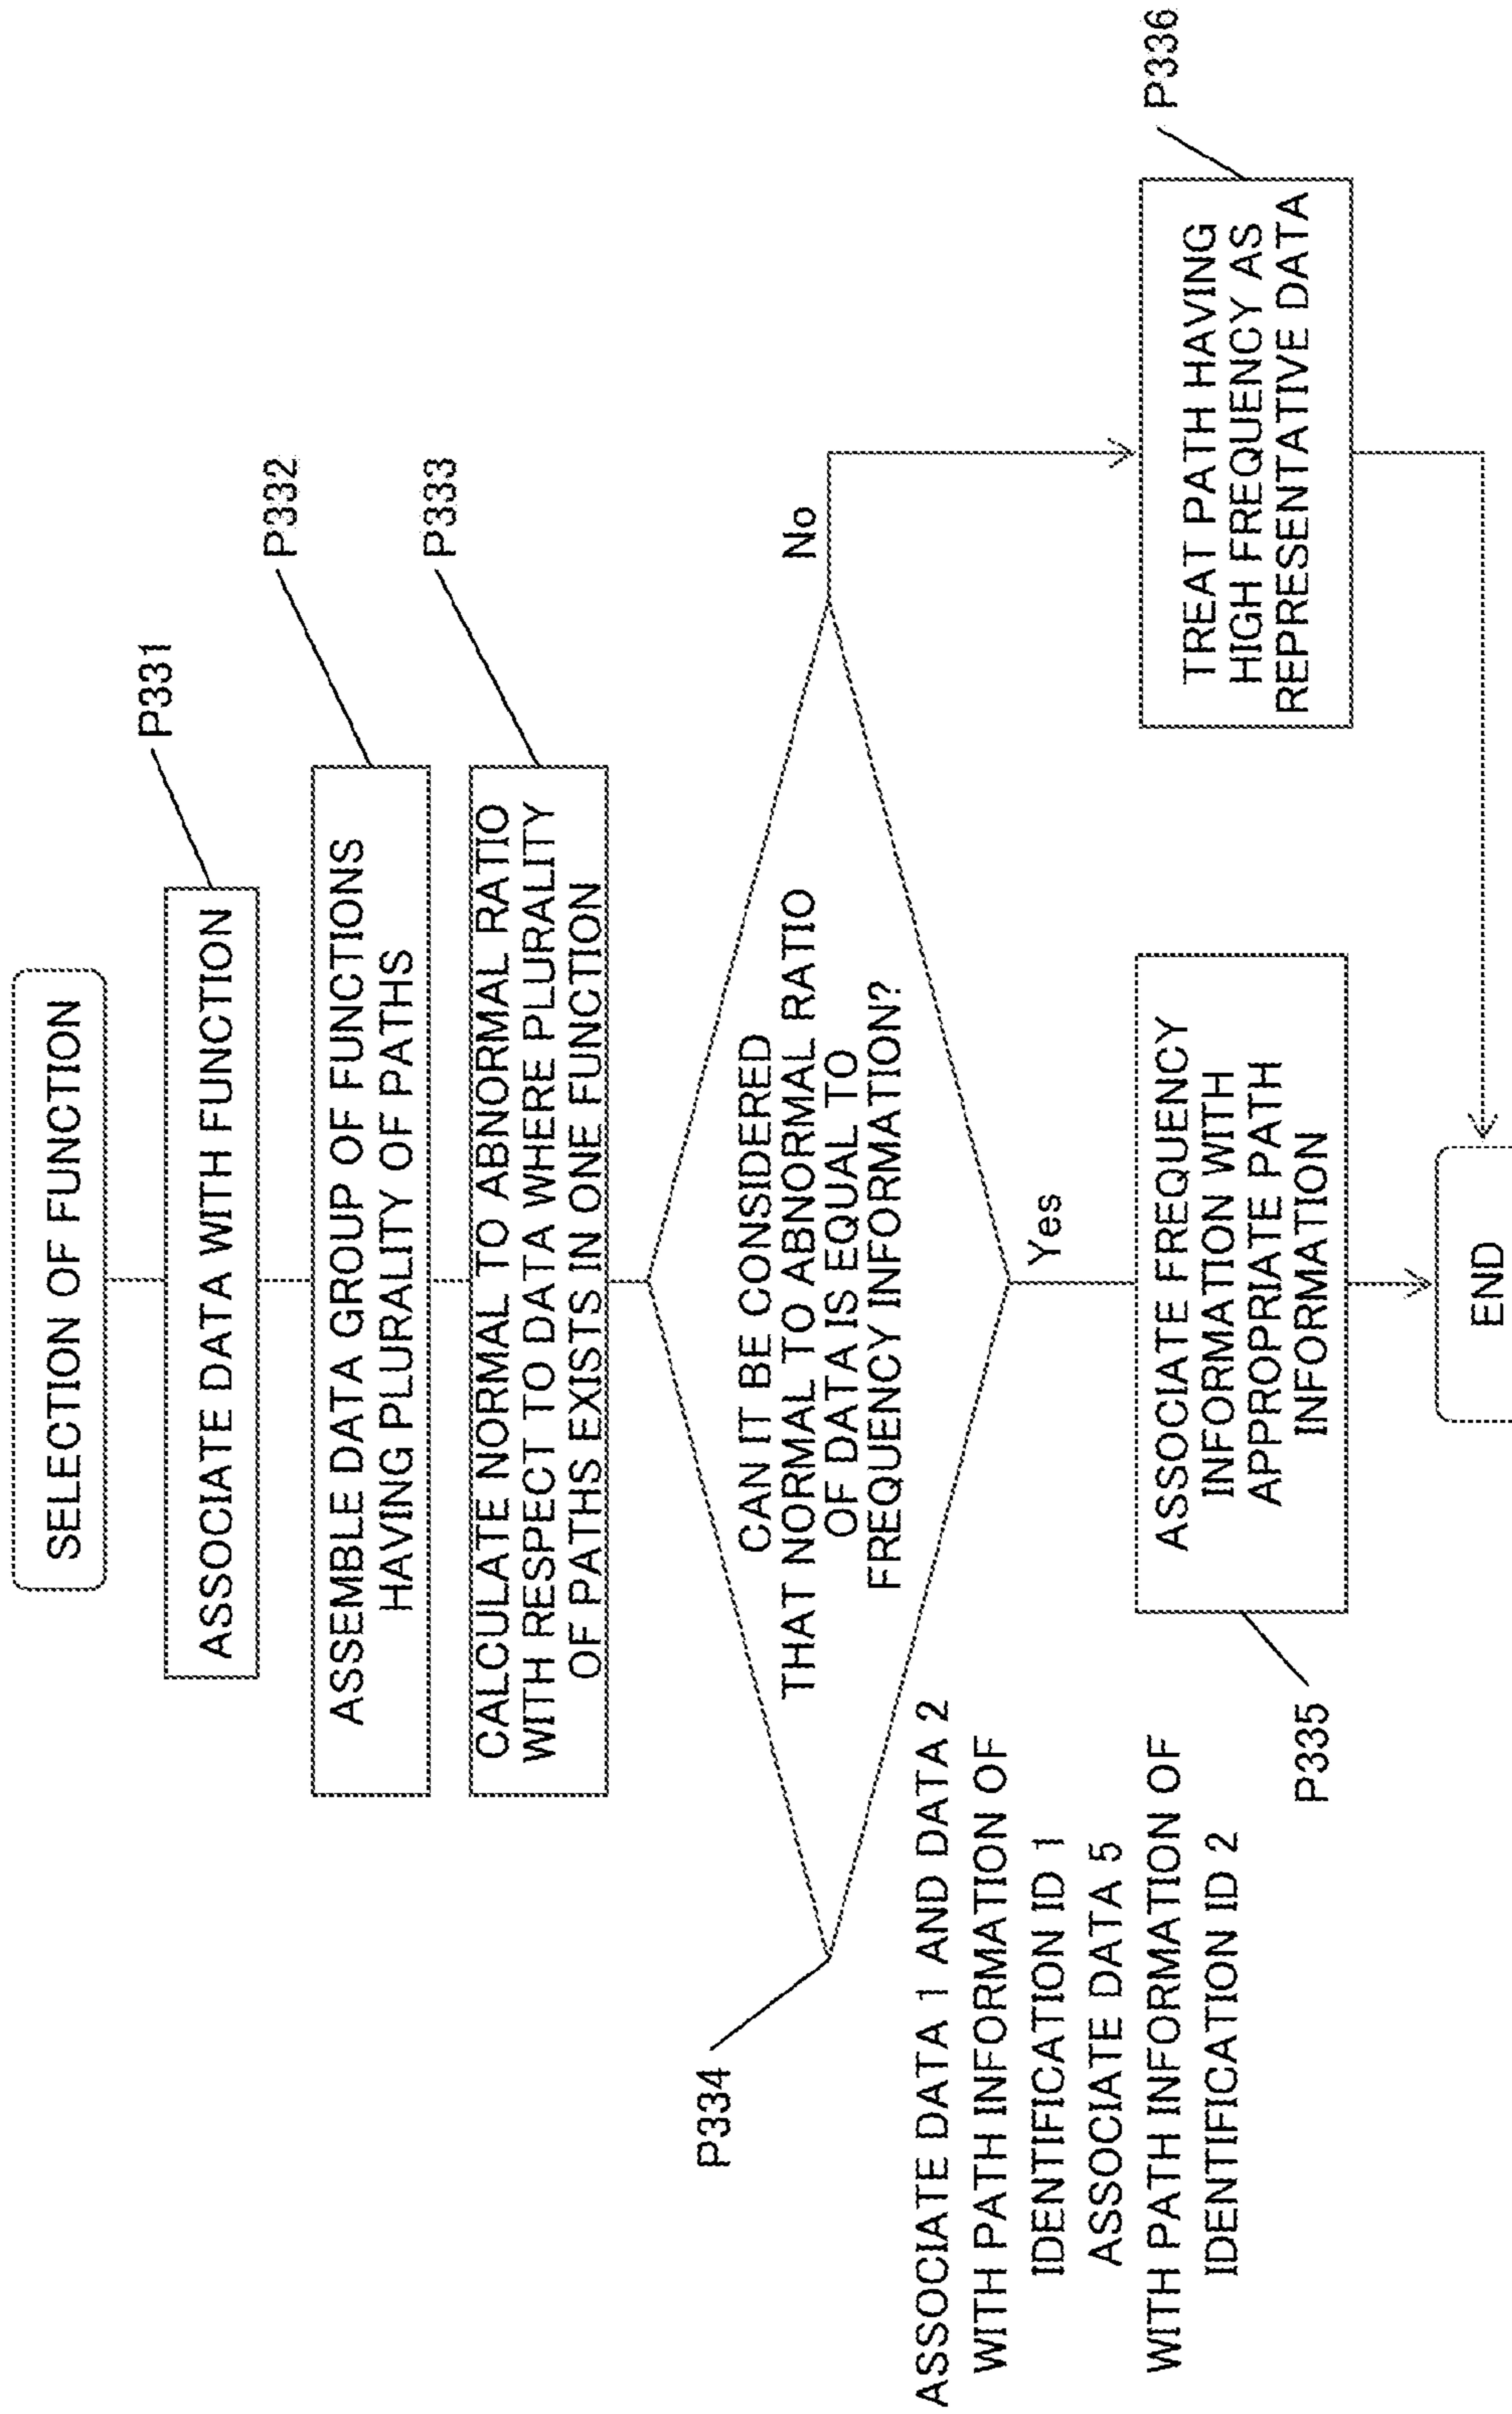 SELECTION OF FUNCTION
P331
ASSOCIATE DATA WITH FUNCTION
P332
ASSEMBLE DATA GROUP OF FUNCTIONS
HAVING PLURALITY OF PATHS
P333
CALCULATE NORMAL TO ABNORMAL RATIO
WITH RESPECT TO DATA WHERE PLURALITY
OF PATHS EXISTS IN ONE FUNCTION
P334
CAN IT BE CONSIDERED
THAT NORMAL TO ABNORMAL RATIO
OF DATA IS EQUAL TO
FREQUENCY INFORMATION?
No
Yes
ASSOCIATE DATA 1 AND DATA 2
WITH PATH INFORMATION OF
IDENTIFICATION ID 1
ASSOCIATE DATA 5
WITH PATH INFORMATION OF
IDENTIFICATION ID 2
P335
ASSOCIATE FREQUENCY
INFORMATION WITH
APPROPRIATE PATH
INFORMATION
P336
TREAT PATH HAVING
HIGH FREQUENCY AS
REPRESENTATIVE DATA
END